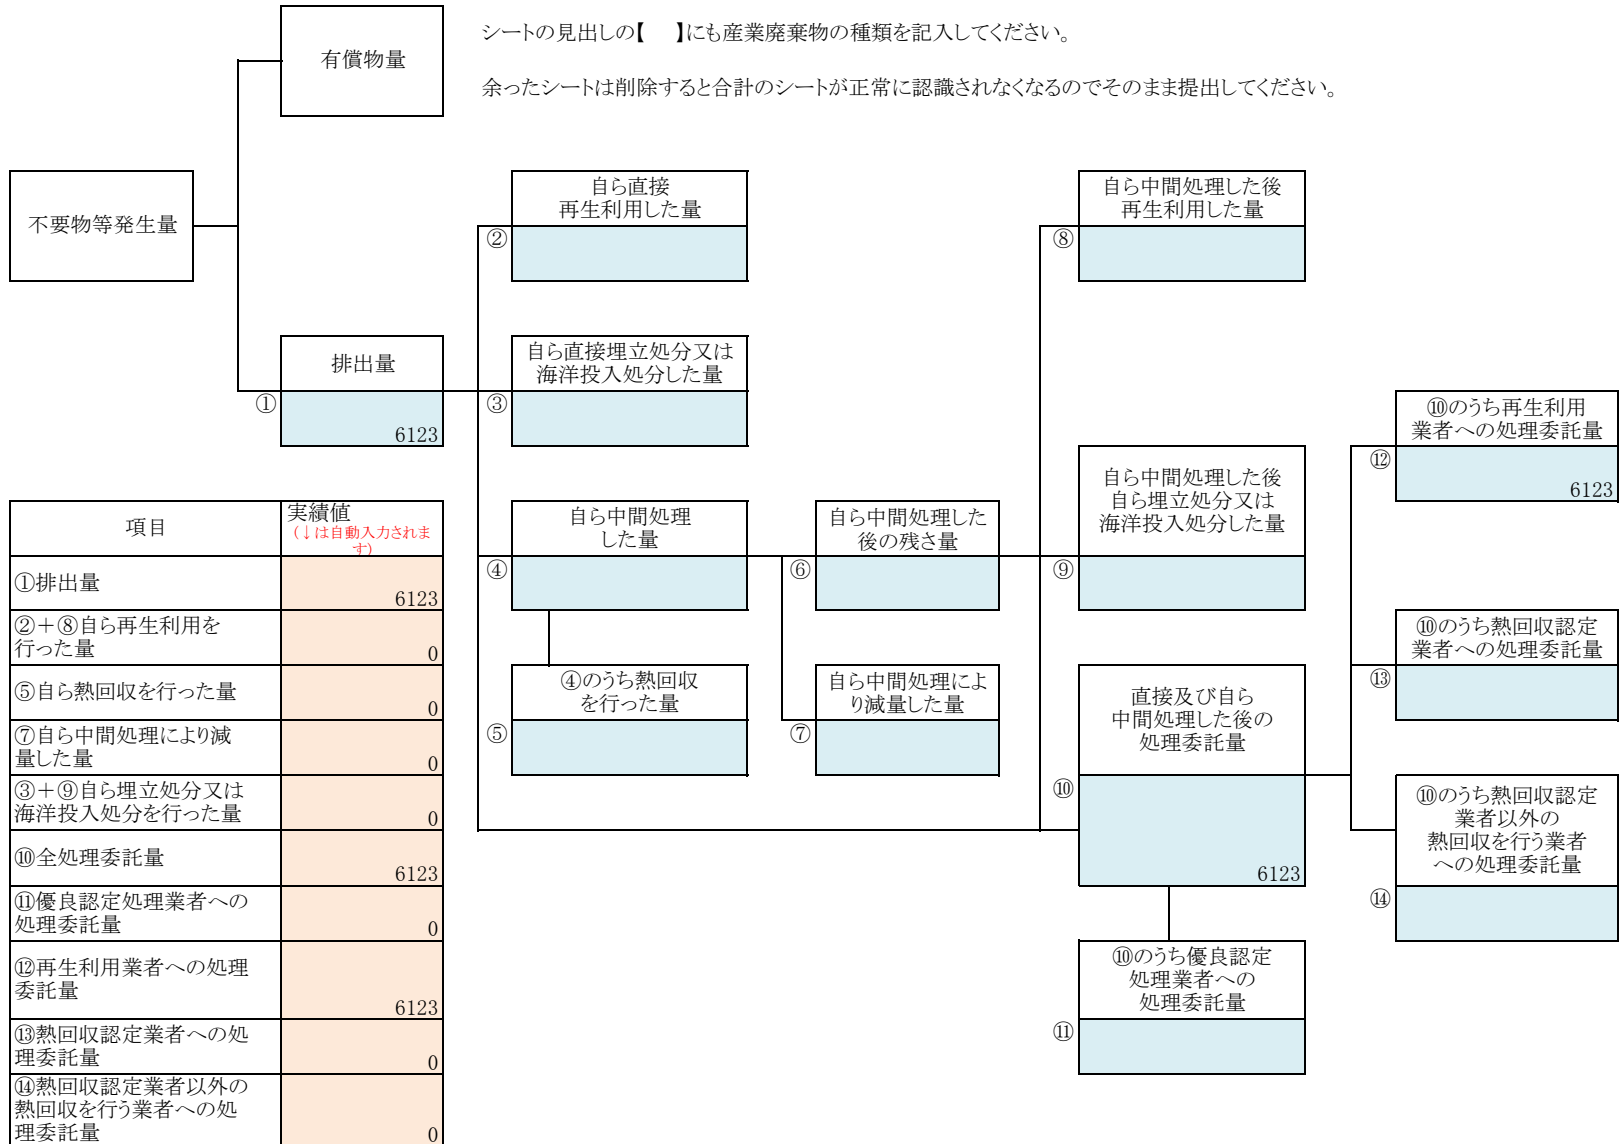 有償物量
シートの見出しの【　】にも産業廃棄物の種類を記入してください。
余ったシートは削除すると合計のシートが正常に認識されなくなるのでそのまま提出してください。
不要物等発生量
自ら直接
再生利用した量
②
自ら中間処理した後
再生利用した量
⑧
排出量
①
6123
自ら直接埋立処分又は
海洋投入処分した量
③
⑩のうち再生利用
業者への処理委託量
⑫
6123
自ら中間処理
した量
④
自ら中間処理した
後の残さ量
⑥
自ら中間処理した後
自ら埋立処分又は
海洋投入処分した量
⑨
⑩のうち熱回収認定
業者への処理委託量
⑬
④のうち熱回収
を行った量
⑤
自ら中間処理によ
り減量した量
⑦
直接及び自ら
中間処理した後の
処理委託量
⑩
6123
⑩のうち熱回収認定
業者以外の
熱回収を行う業者
への処理委託量
⑭
⑩のうち優良認定
処理業者への
処理委託量
⑪
項目
実績値
(↓は自動入力されま
す)
①排出量
6123
②＋⑧自ら再生利用を
行った量
0
⑤自ら熱回収を行った量
0
⑦自ら中間処理により減
量した量
0
③＋⑨自ら埋立処分又は
海洋投入処分を行った量
0
⑩全処理委託量
6123
⑪優良認定処理業者への
処理委託量
0
⑫再生利用業者への処理
委託量
6123
⑬熱回収認定業者への処
理委託量
0
⑭熱回収認定業者以外の
熱回収を行う業者への処
理委託量
0